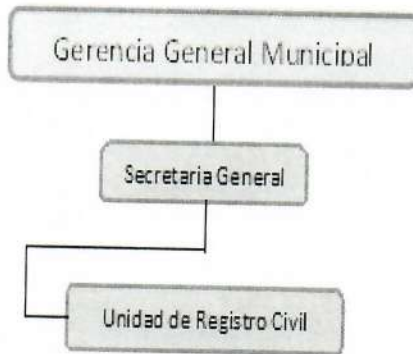 Gerencia General Municipal
Secretaria General
Unidad de Registro Civil